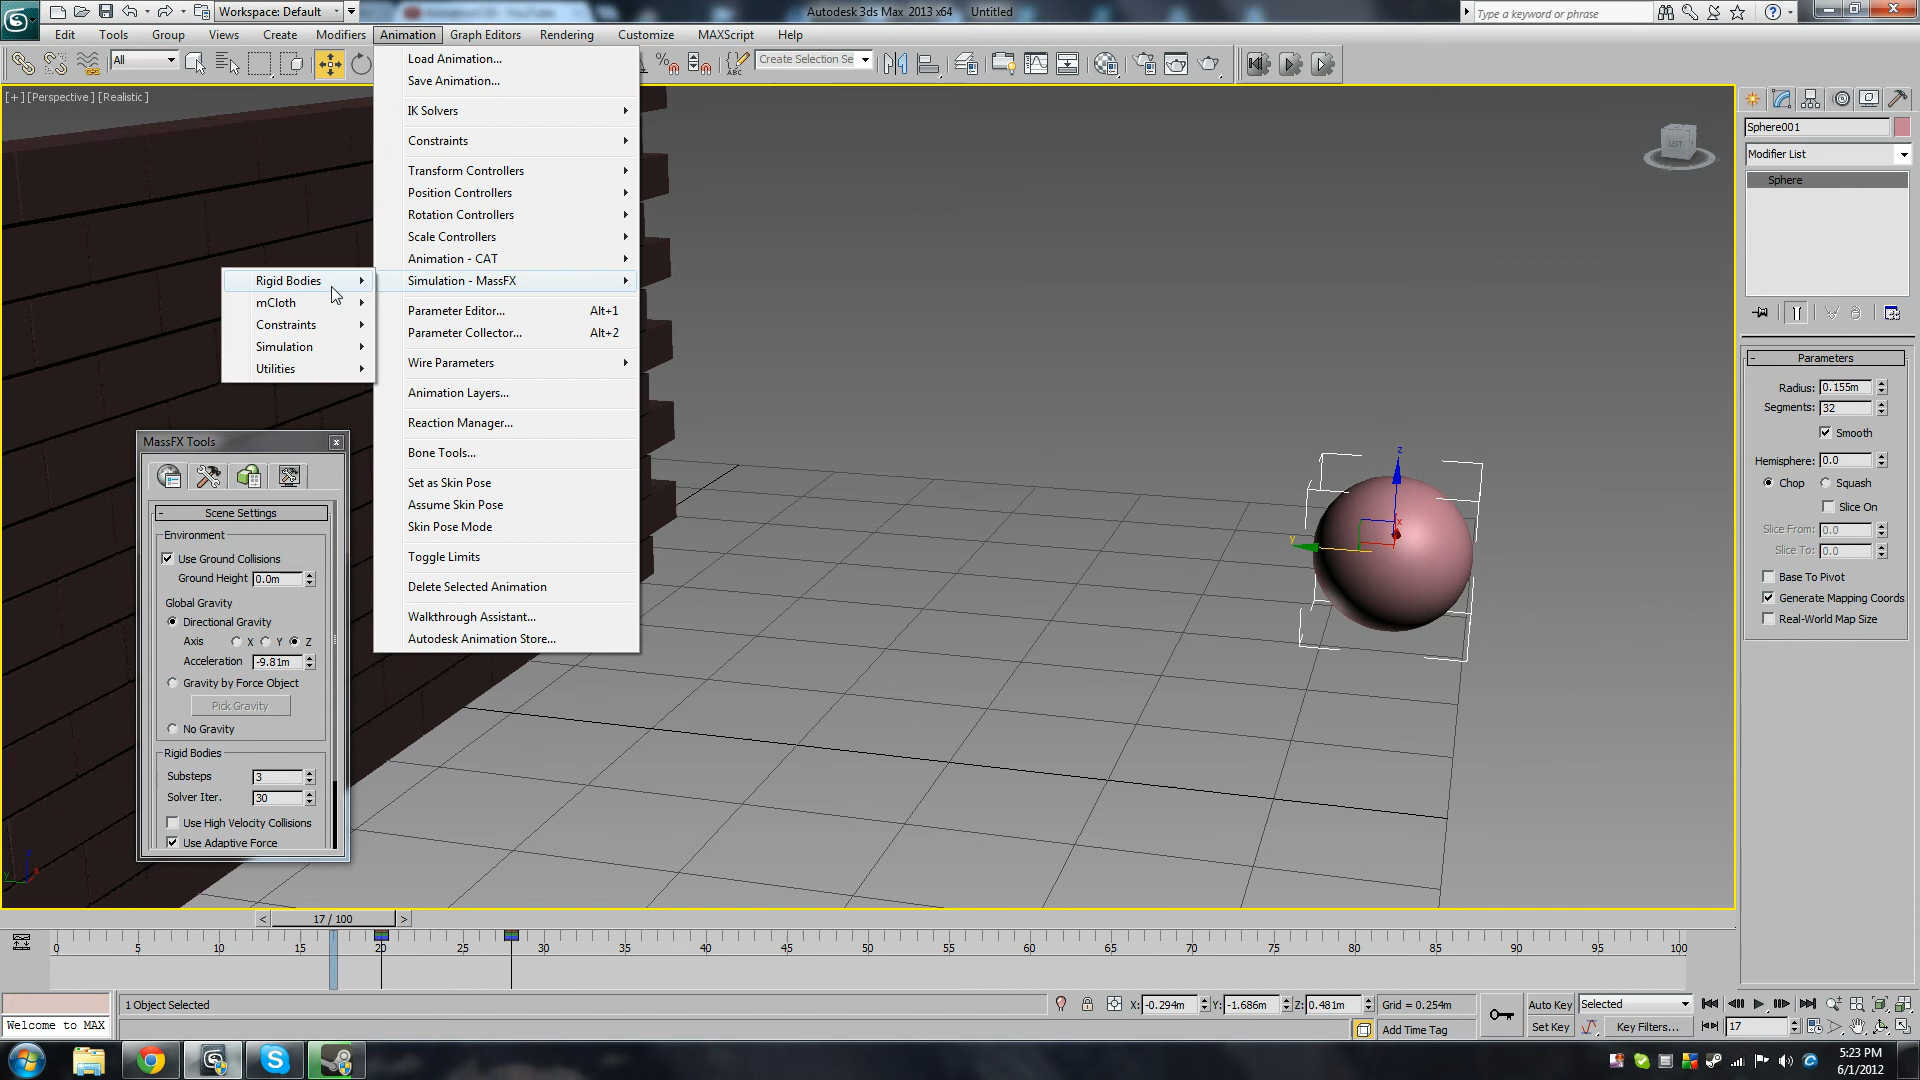 Workspace: Default
Autodesk 3ds Max 2013 x64 Untitled
Type a keyword or phrase
Edit Tools Group Views Create Modifiers Animation Graph Editors Rendering Customize MAXScript Help
All
Create Selection Se
[+] [Perspective] [Realistic]
Load Animation...
Save Animation...
IK Solvers
Constraints
Transform Controllers
Position Controllers
Rotation Controllers
Scale Controllers
Animation - CAT
Simulation - MassFX
Parameter Editor... Alt+1
Parameter Collector... Alt+2
Wire Parameters
Animation Layers...
Reaction Manager...
Bone Tools...
Set as Skin Pose
Assume Skin Pose
Skin Pose Mode
Toggle Limits
Delete Selected Animation
Walkthrough Assistant...
Autodesk Animation Store...
Rigid Bodies
mCloth
Constraints
Simulation
Utilities
MassFX Tools
Scene Settings
Environment
Use Ground Collisions
Ground Height 0.0m
Global Gravity
Directional Gravity
Axis X Y Z
Acceleration -9.81m
Gravity by Force Object
Pick Gravity
No Gravity
Rigid Bodies
Substeps 3
Solver Iter. 30
Use High Velocity Collisions
Use Adaptive Force
z
x
y
LEFT
Sphere001
Modifier List
Sphere
Parameters
Radius: 0.155m
Segments: 32
Smooth
Hemisphere: 0.0
Chop Squash
Slice On
Slice From: 0.0
Slice To: 0.0
Base To Pivot
Generate Mapping Coords
Real-World Map Size
y x
< 17 / 100 >
0 5 10 15 20 25 30 35 40 45 50 55 60 65 70 75 80 85 90 95 100
1 Object Selected
X: -0.294m Y: -1.686m Z: 0.481m Grid = 0.254m
Auto Key Selected
Welcome to MAX
Add Time Tag
Set Key Key Filters... 17
5:23 PM
6/1/2012